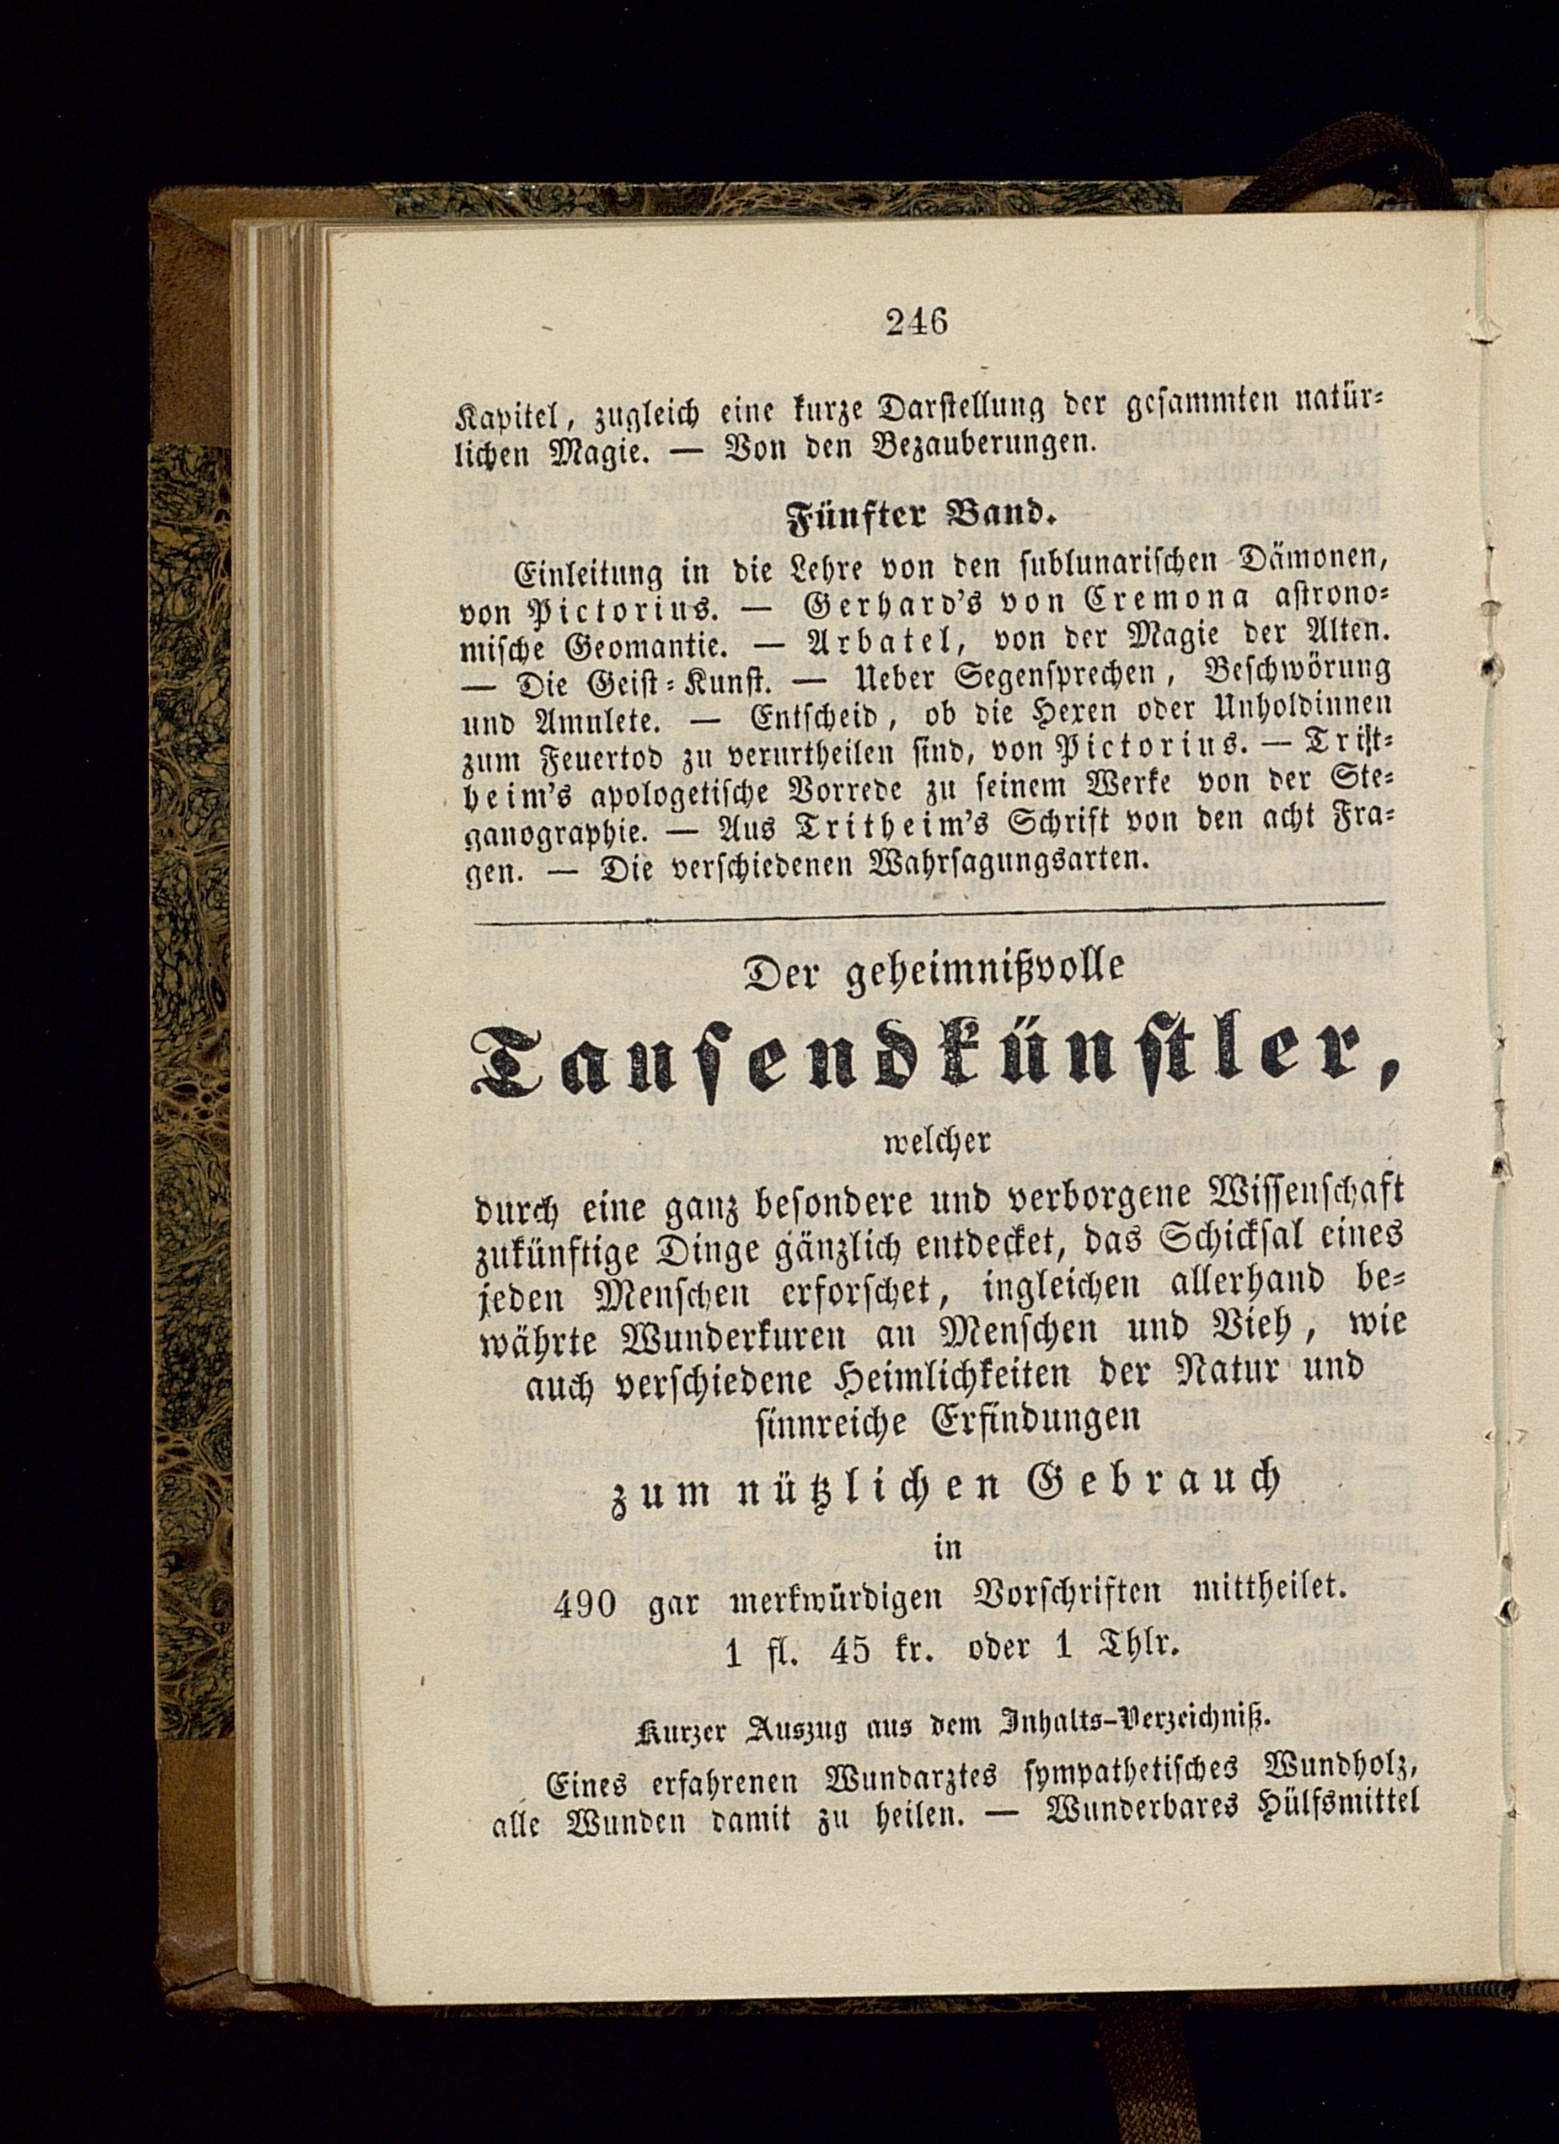 246
Kapitel, zugleich eine kurze Darstellung der gesammten natür-
lichen Magie. — Von den Bezauberungen.
Fünfter Band.
Einleitung in die Lehre von den sublunarischen Dämonen,
von Pictorius. — Gerhard's von Cremona astrono-
mische Geomantie. — Arbatel, von der Magie der Alten.
— Die Geist-Kunst. — Ueber Segensprechen, Beschwörung
und Amulete. — Entscheid, ob die Hexen oder Unholdinnen
zum Feuertod zu verurtheilen sind, von Pictorius. — Trist-
heim's apologetische Vorrede zu seinem Werke von der Ste-
ganographie. — Aus Tritheim's Schrift von den acht Fra-
gen. — Die verschiedenen Wahrsagungsarten.
Der geheimnißvolle
Tausendkünstler,
welcher
durch eine ganz besondere und verborgene Wissenschaft
zukünftige Dinge gänzlich entdecket, das Schicksal eines
jeden Menschen erforschet, ingleichen allerhand be-
währte Wunderkuren an Menschen und Vieh, wie
auch verschiedene Heimlichkeiten der Natur und
sinnreiche Erfindungen
zum nützlichen Gebrauch
in
490 gar merkwürdigen Vorschriften mittheilet.
1 fl. 45 kr. oder 1 Thlr.
Kurzer Auszug aus dem Inhalts-Verzeichniß.
Eines erfahrenen Wundarztes sympathetisches Wundholz,
alle Wunden damit zu heilen. — Wunderbares Hülfsmittel